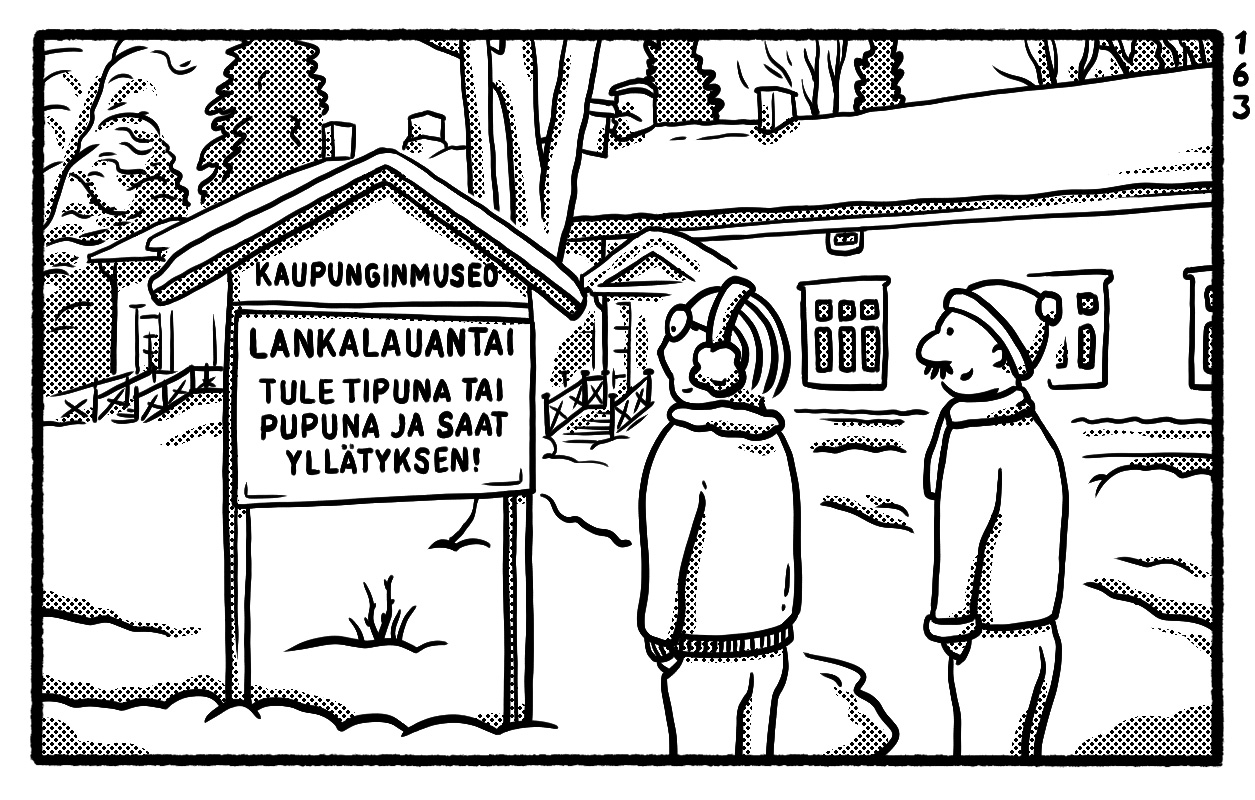 KAUPUNGINMUSEO
LANKALAUANTAI
TULE TIPUNA TAI
PUPUNA JA SAAT
YLLÄTYKSEN!
163